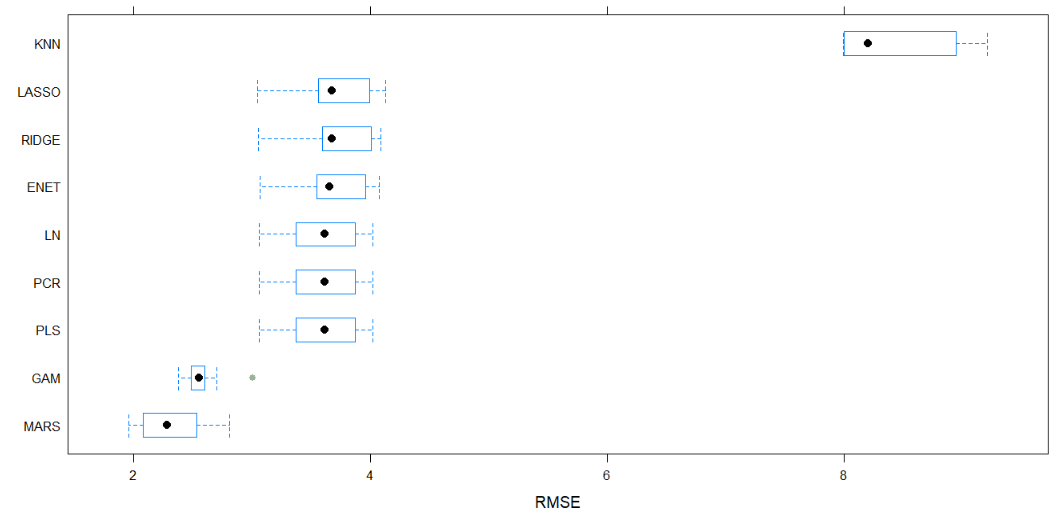 KNN
LASSO
RIDGE
ENET
LN
PCR
PLS
GAM
MARS
2 4 6 8
RMSE